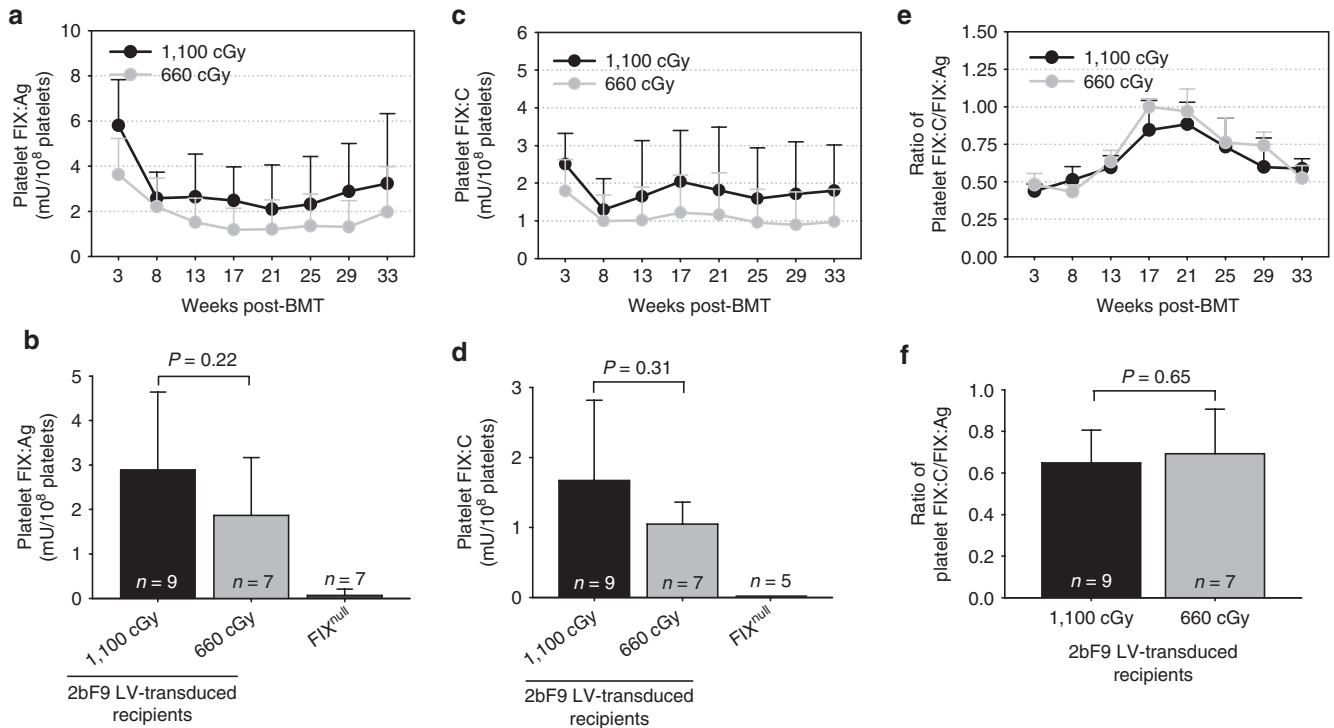 a
Platelet FIX:Ag
(mU/10⁸ platelets)
10
8
6
4
2
0
1,100 cGy
660 cGy
3 8 13 17 21 25 29 33
Weeks post-BMT
c
Platelet FIX:C
(mU/10⁸ platelets)
6
5
4
3
2
1
0
1,100 cGy
660 cGy
3 8 13 17 21 25 29 33
Weeks post-BMT
e
Ratio of
Platelet FIX:C/FIX:Ag
1.50
1.25
1.00
0.75
0.50
0.25
0.00
1,100 cGy
660 cGy
3 8 13 17 21 25 29 33
Weeks post-BMT
b
Platelet FIX:Ag
(mU/10⁸ platelets)
5
4
3
2
1
0
P = 0.22
n = 9 n = 7 n = 7
1,100 cGy 660 cGy FIXⁿᵘˡˡ
2bF9 LV-transduced
recipients
d
Platelet FIX:C
(mU/10⁸ platelets)
3
2
1
0
P = 0.31
n = 9 n = 7 n = 5
1,100 cGy 660 cGy FIXⁿᵘˡˡ
2bF9 LV-transduced
recipients
f
Ratio of
platelet FIX:C/FIX:Ag
1.0
0.8
0.6
0.4
0.2
0.0
P = 0.65
n = 9 n = 7
1,100 cGy 660 cGy
2bF9 LV-transduced
recipients